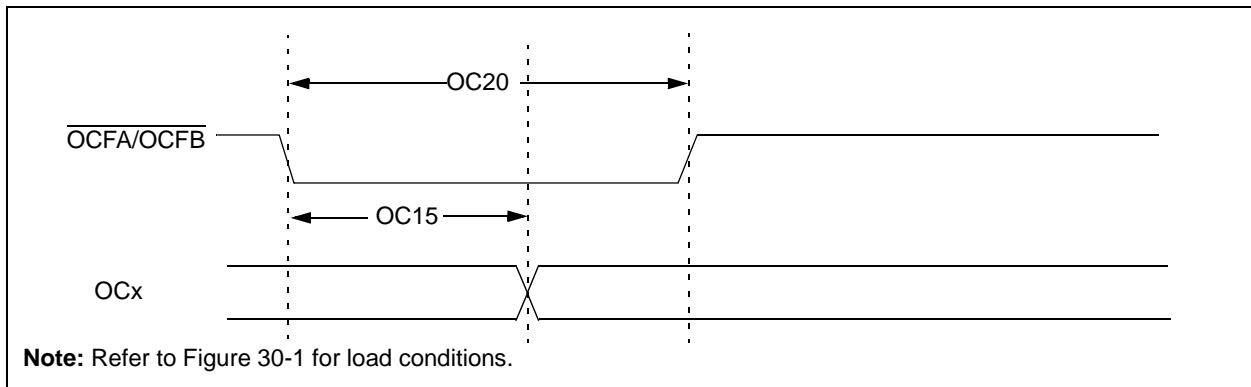 OC20
OCFA/OCFB
OC15
OCx
Note: Refer to Figure 30-1 for load conditions.